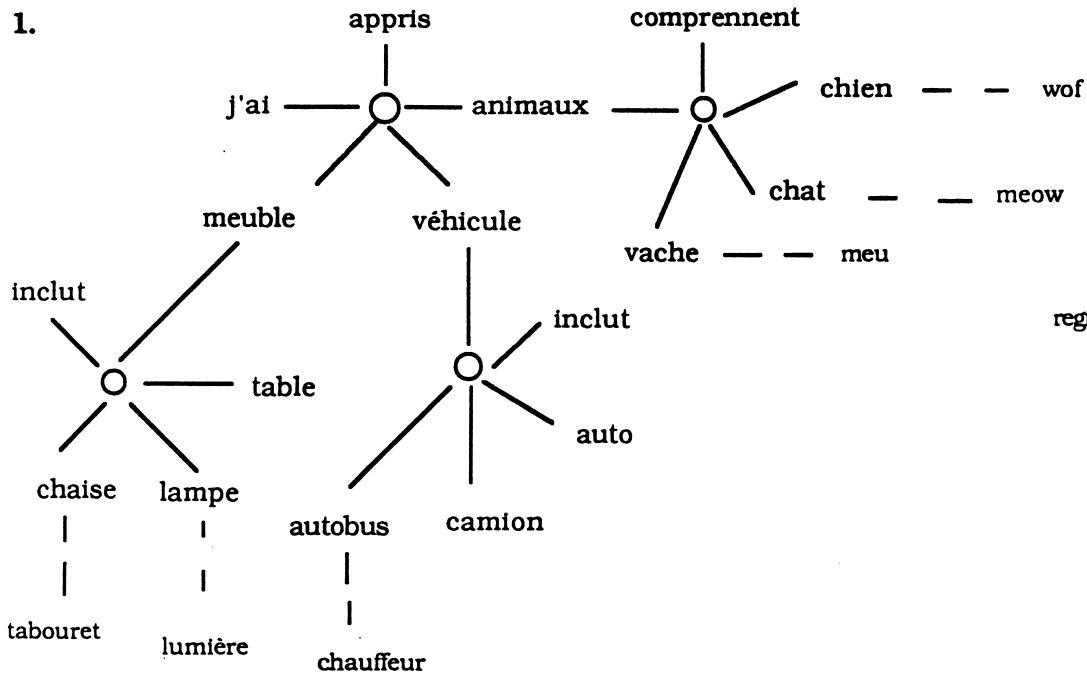 1.
appris
comprennent
j'ai
animaux
chien
wof
chat
meow
meuble
véhicule
vache
meu
inclut
inclut
reg
table
auto
chaise
lampe
autobus
camion
tabouret
lumière
chauffeur